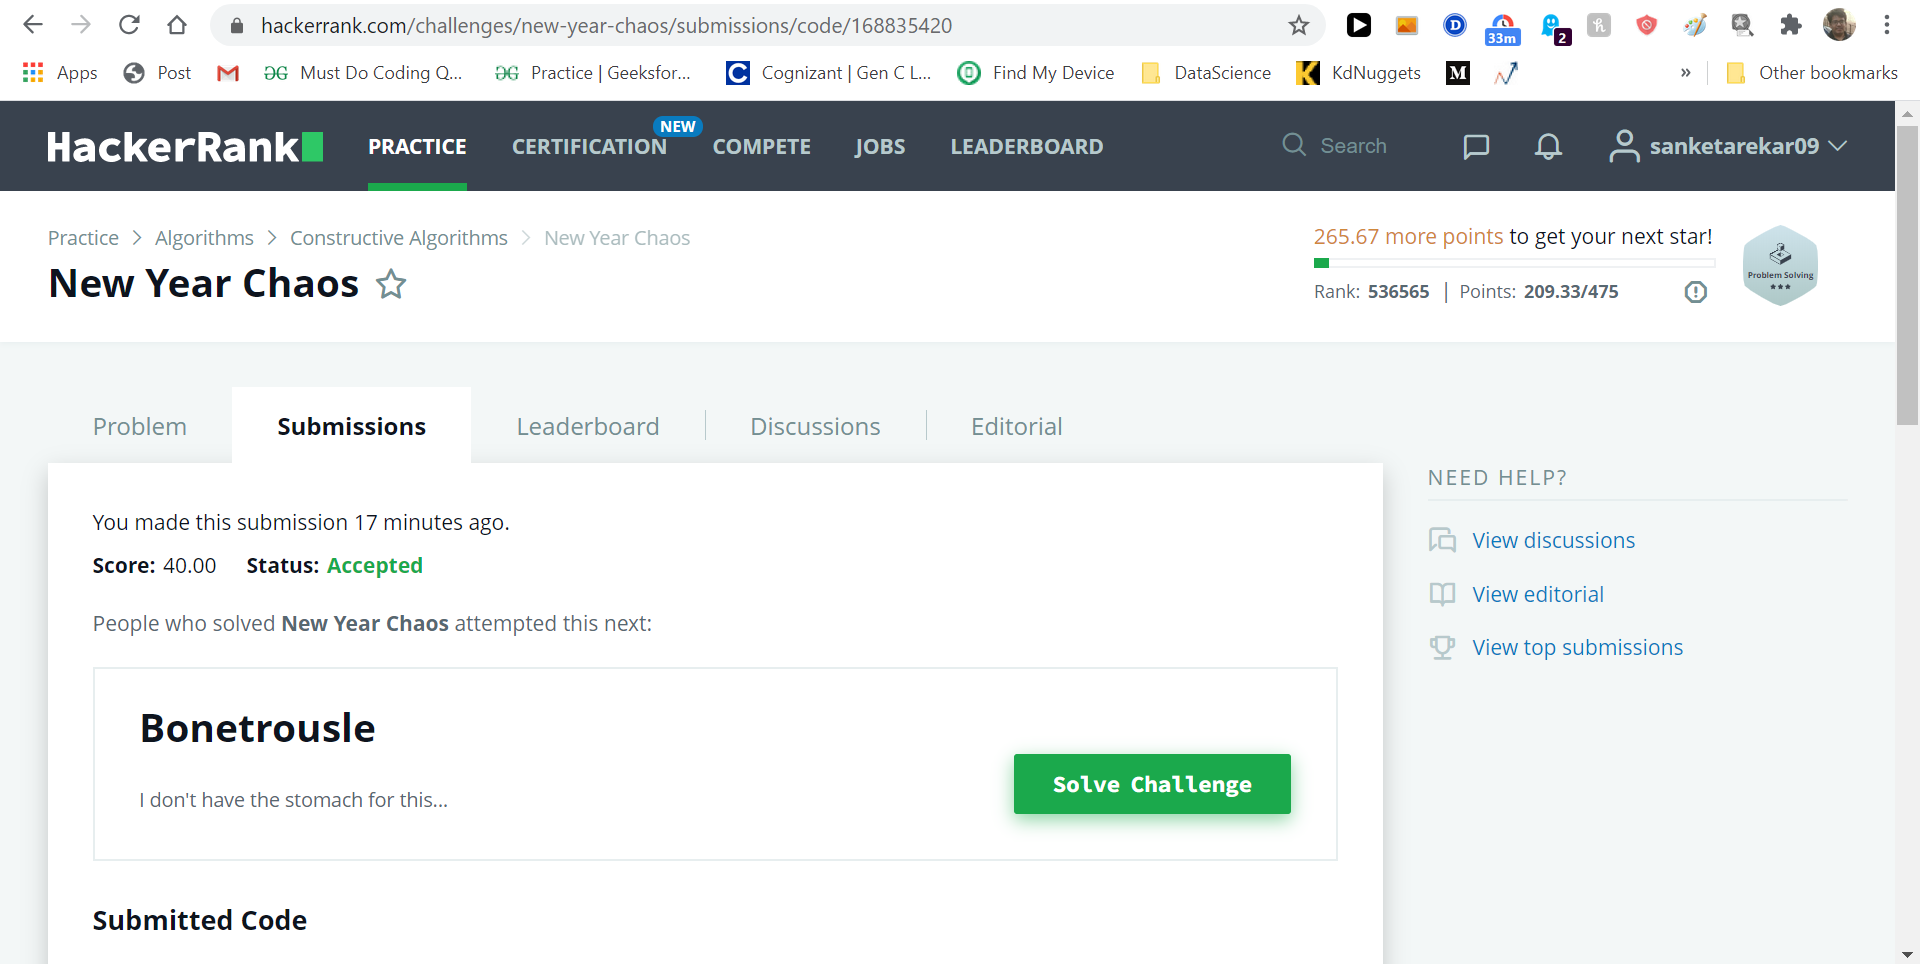 hackerrank.com/challenges/new-year-chaos/submissions/code/168835420
D
33m
2
h
Apps
Post
Must Do Coding Q...
Practice | Geeksfor...
C
Cognizant | Gen C L...
Find My Device
DataScience
KdNuggets
M
»
Other bookmarks
HackerRank
PRACTICE
CERTIFICATION
NEW
COMPETE
JOBS
LEADERBOARD
Search
sanketarekar09
Practice > Algorithms > Constructive Algorithms > New Year Chaos
New Year Chaos
265.67 more points to get your next star!
Rank: 536565 | Points: 209.33/475
Problem Solving
Problem
Submissions
Leaderboard
Discussions
Editorial
You made this submission 17 minutes ago.
Score: 40.00 Status: Accepted
People who solved New Year Chaos attempted this next:
Bonetrousle
I don't have the stomach for this...
Solve Challenge
Submitted Code
NEED HELP?
View discussions
View editorial
View top submissions